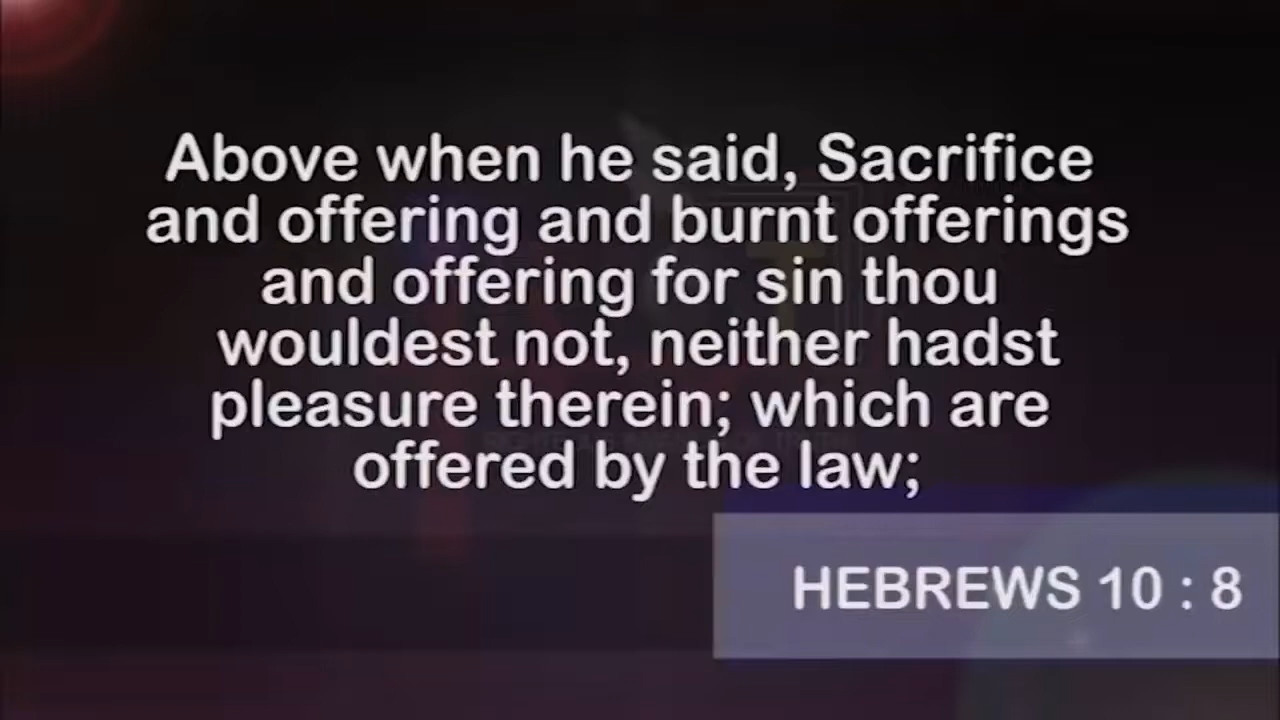 Above when he said, Sacrifice
and offering and burnt offerings
and offering for sin thou
wouldest not, neither hadst
pleasure therein; which are
offered by the law;
HEBREWS 10 : 8